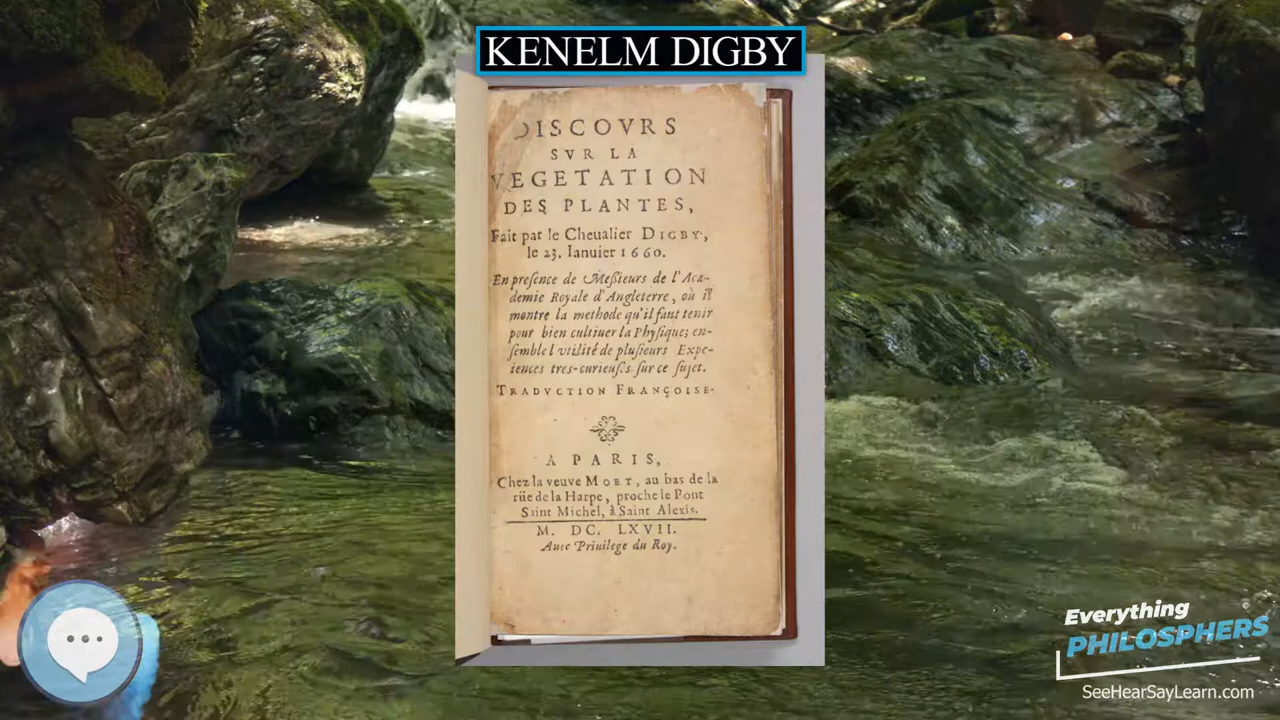 KENELM DIGBY
DISCOVRS
SVR LA
VEGETATION
DES PLANTES,
Fait par le Cheualier DIGBY,
le 23. Ianuier 1660.
En preſence de Meſsieurs de l'Aca-
demie Royale d'Angleterre, où il
montre la methode qu'il faut tenir
pour bien cultiuer la Phyſique; en-
ſemble l vtilité de pluſieurs Expe-
iences tres-curieuſ.s ſur ce ſujet.
TRADVCTION FRANÇOISE.
A PARIS,
Chez la veuve MOET, au bas de la
rüe de la Harpe, proche le Pont
Saint Michel, à Saint Alexis.
M. DC. LXVII.
Auec Priuilege du Roy.
Everything
PHILOSPHERS
SeeHearSayLearn.com